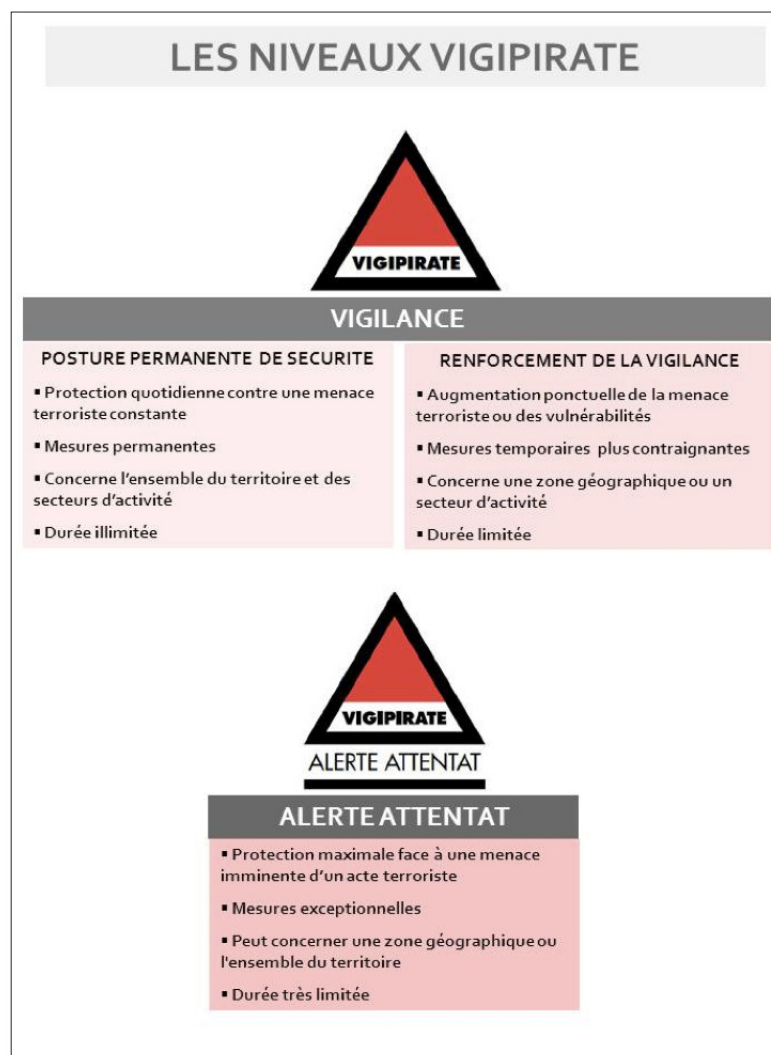 LES NIVEAUX VIGIPIRATE
VIGIPIRATE
VIGILANCE
POSTURE PERMANENTE DE SECURITE
▪ Protection quotidienne contre une menace
terroriste constante
▪ Mesures permanentes
▪ Concerne l'ensemble du territoire et des
secteurs d'activité
▪ Durée illimitée
RENFORCEMENT DE LA VIGILANCE
▪ Augmentation ponctuelle de la menace
terroriste ou des vulnérabilités
▪ Mesures temporaires plus contraignantes
▪ Concerne une zone géographique ou un
secteur d'activité
▪ Durée limitée
VIGIPIRATE
ALERTE ATTENTAT
ALERTE ATTENTAT
▪ Protection maximale face à une menace
imminente d'un acte terroriste
▪ Mesures exceptionnelles
▪ Peut concerner une zone géographique ou
l'ensemble du territoire
▪ Durée très limitée